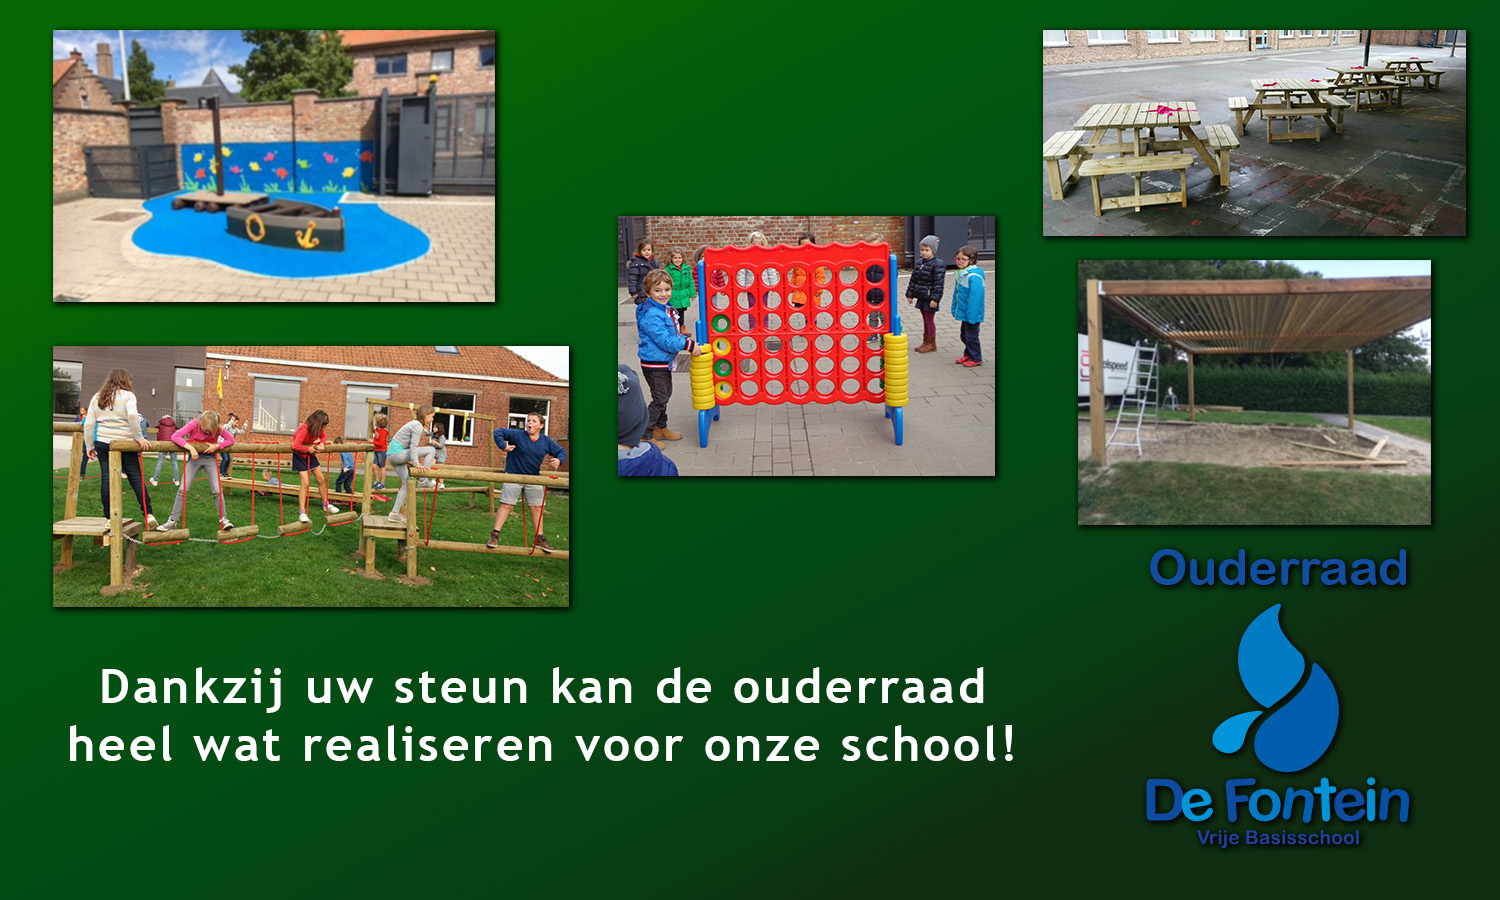 Ouderraad
De Fontein
Vrije Basisschool
Dankzij uw steun kan de ouderraad
heel wat realiseren voor onze school!